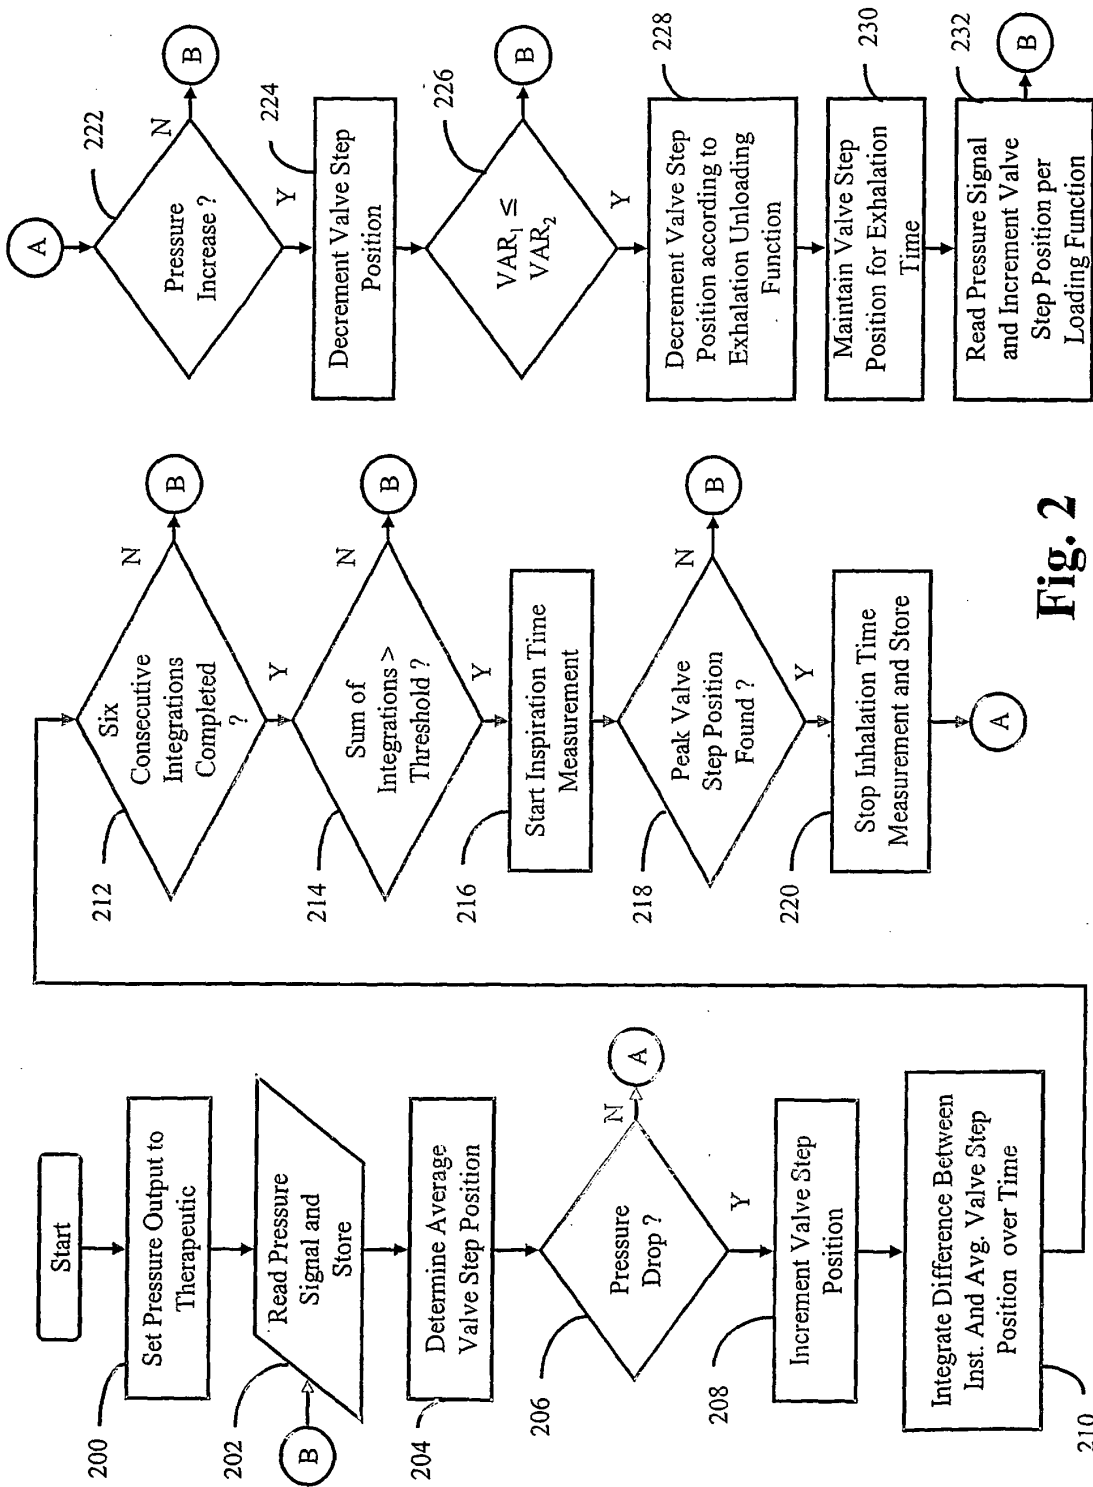 Start
200
Set Pressure Output to
Therapeutic
202
Read Pressure
Signal and
Store
B
204
Determine Average
Valve Step Position
206
Pressure
Drop ?
N
A
Y
208
Increment Valve Step
Position
210
Integrate Difference Between
Inst. And Avg. Valve Step
Position over Time
212
Six
Consecutive
Integrations
Completed
?
N
B
Y
214
Sum of
Integrations >
Threshold ?
N
B
Y
216
Start Inspiration Time
Measurement
218
Peak Valve
Step Position
Found ?
N
B
Y
220
Stop Inhalation Time
Measurement and Store
A
A
222
Pressure
Increase ?
N
B
Y
224
Decrement Valve Step
Position
226
VAR₁ ≤
VAR₂
B
Y
228
Decrement Valve Step
Position according to
Exhalation Unloading
Function
230
Maintain Valve Step
Position for Exhalation
Time
232
Read Pressure Signal
and Increment Valve
Step Position per
Loading Function
B
Fig. 2